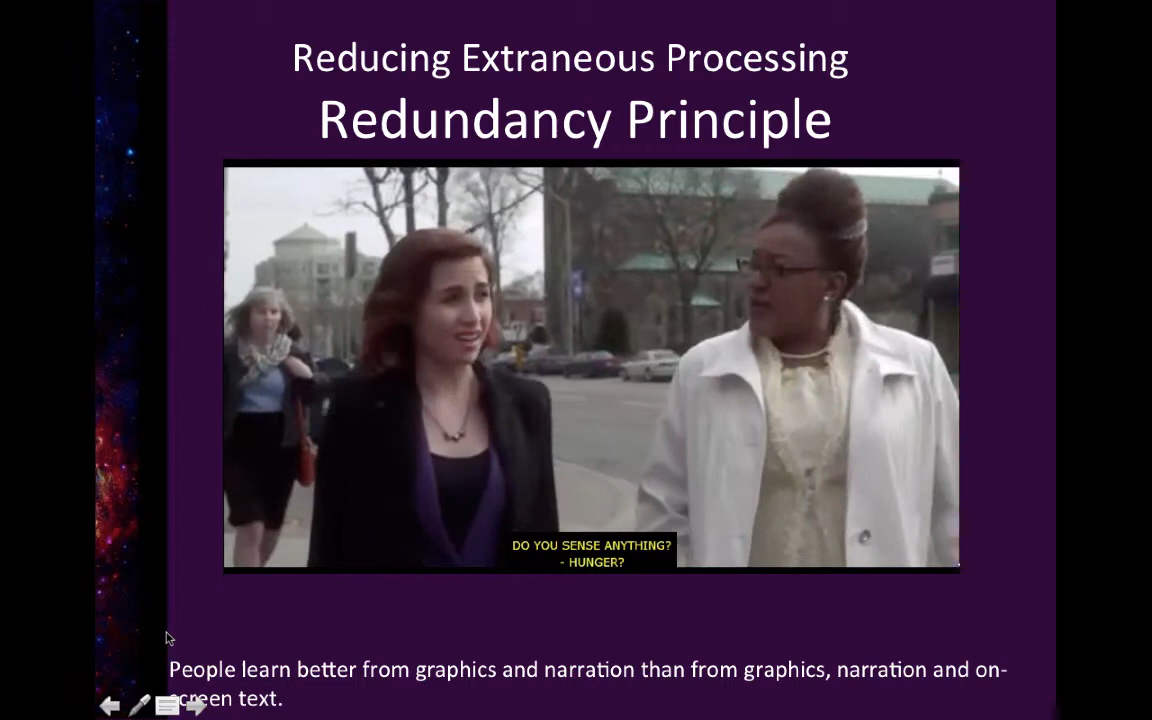 Reducing Extraneous Processing
Redundancy Principle
DO YOU SENSE ANYTHING?
- HUNGER?
People learn better from graphics and narration than from graphics, narration and on-
screen text.